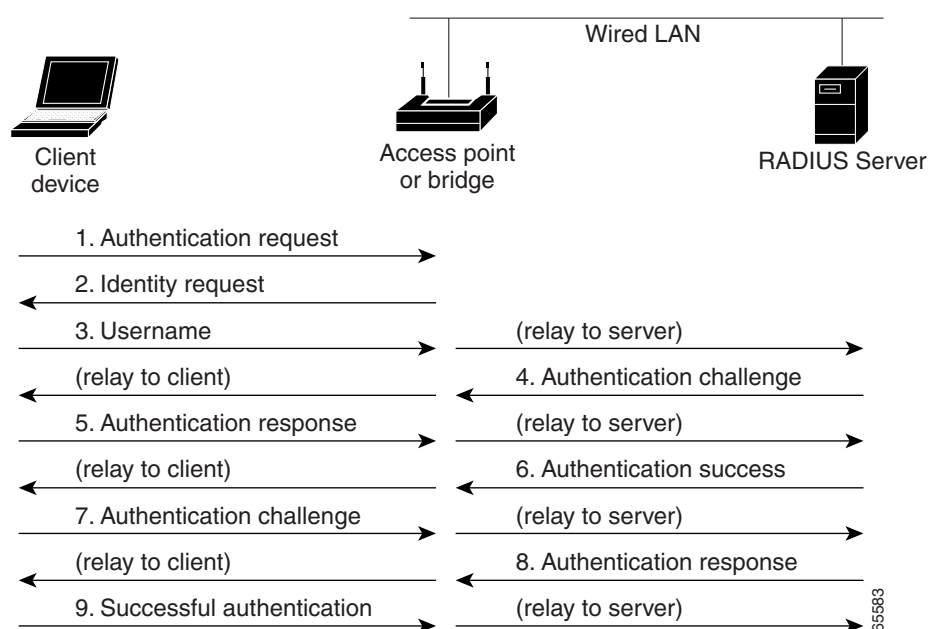 Wired LAN
Client
device
Access point
or bridge
RADIUS Server
1. Authentication request
2. Identity request
3. Username
(relay to server)
(relay to client)
4. Authentication challenge
5. Authentication response
(relay to server)
(relay to client)
6. Authentication success
7. Authentication challenge
(relay to server)
(relay to client)
8. Authentication response
9. Successful authentication
(relay to server)
65583